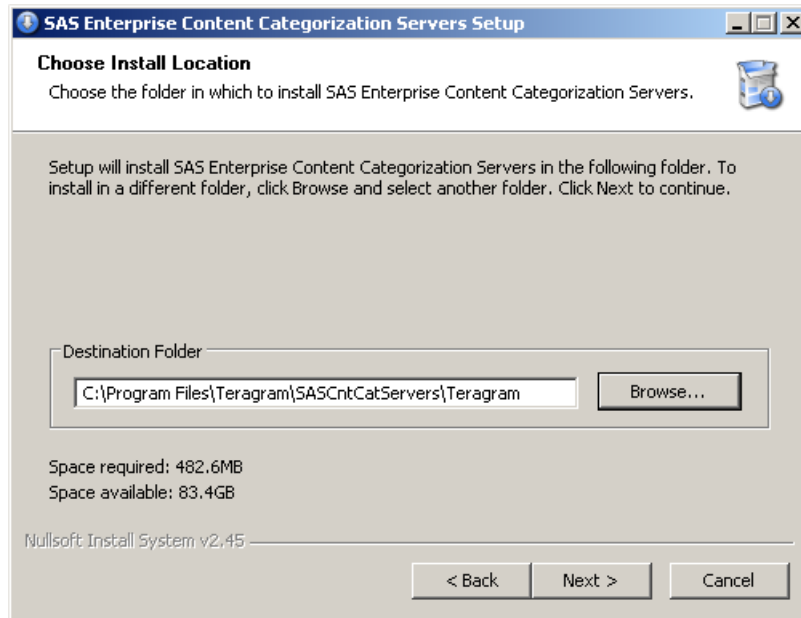 SAS Enterprise Content Categorization Servers Setup
Choose Install Location
Choose the folder in which to install SAS Enterprise Content Categorization Servers.
Setup will install SAS Enterprise Content Categorization Servers in the following folder. To
install in a different folder, click Browse and select another folder. Click Next to continue.
Destination Folder
C:\Program Files\Teragram\SASCntCatServers\Teragram
Browse...
Space required: 482.6MB
Space available: 83.4GB
Nullsoft Install System v2.45
< Back Next > Cancel